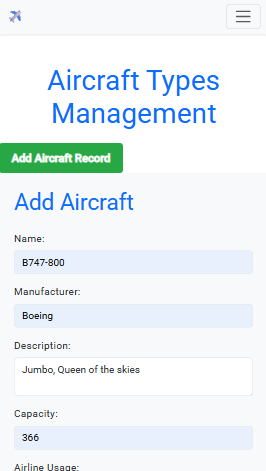 Aircraft Types
Management
Add Aircraft Record
Add Aircraft
Name:
B747-800
Manufacturer:
Boeing
Description:
Jumbo, Queen of the skies
Capacity:
366
Airline Usage: